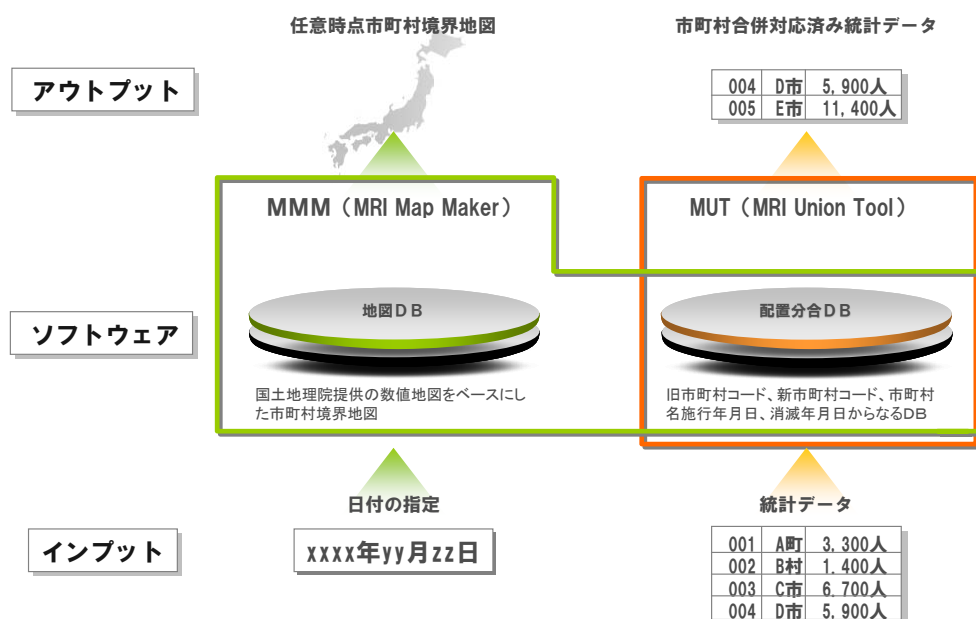 任意時点市町村境界地図
市町村合併対応済み統計データ
アウトプット
004 D市 5,900人
005 E市 11,400人
MMM（MRI Map Maker）
MUT（MRI Union Tool）
ソフトウェア
地図ＤＢ
国土地理院提供の数値地図をベースにし
た市町村境界地図
配置分合ＤＢ
旧市町村コード、新市町村コード、市町村
名施行年月日、消滅年月日からなるDB
インプット
日付の指定
xxxx年yy月zz日
統計データ
001 A町 3,300人
002 B村 1,400人
003 C市 6,700人
004 D市 5,900人